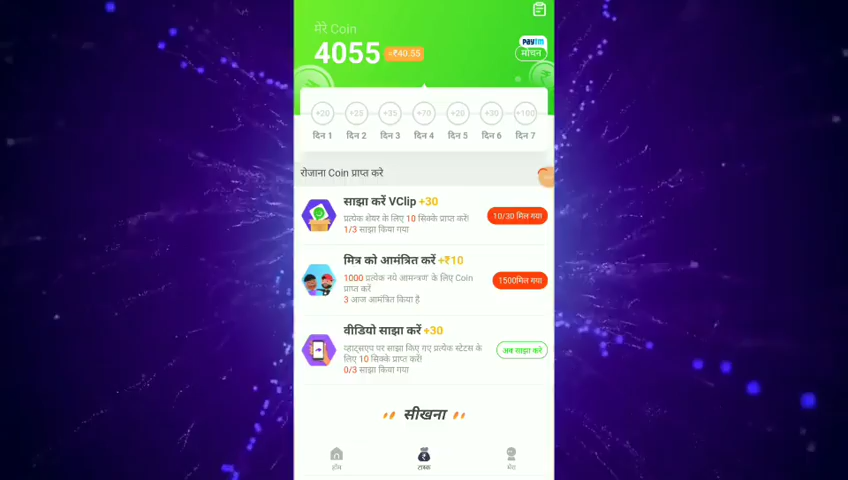 मेरे Coin
4055 ≈₹40.55
Paytm
मोचन
+20 +25 +35 +70 +20 +30 +100
दिन 1 दिन 2 दिन 3 दिन 4 दिन 5 दिन 6 दिन 7
रोजाना Coin प्राप्त करे
साझा करें VClip +30
प्रत्येक शेयर के लिए 10 सिक्के प्राप्त करें!
1/3 साझा किया गया
10/30 मिल गया
मित्र को आमंत्रित करें +₹10
1000 प्रत्येक नये आमन्त्रण के लिए Coin
प्राप्त करें
3 आज आमंत्रित किया है
1500मिल गया
वीडियो साझा करें +30
व्हाट्सएप पर साझा किए गए प्रत्येक स्टेटस के
लिए 10 सिक्के प्राप्त करें!
0/3 साझा किया गया
अब साझा करे
सीखना
टास्क
मेरा